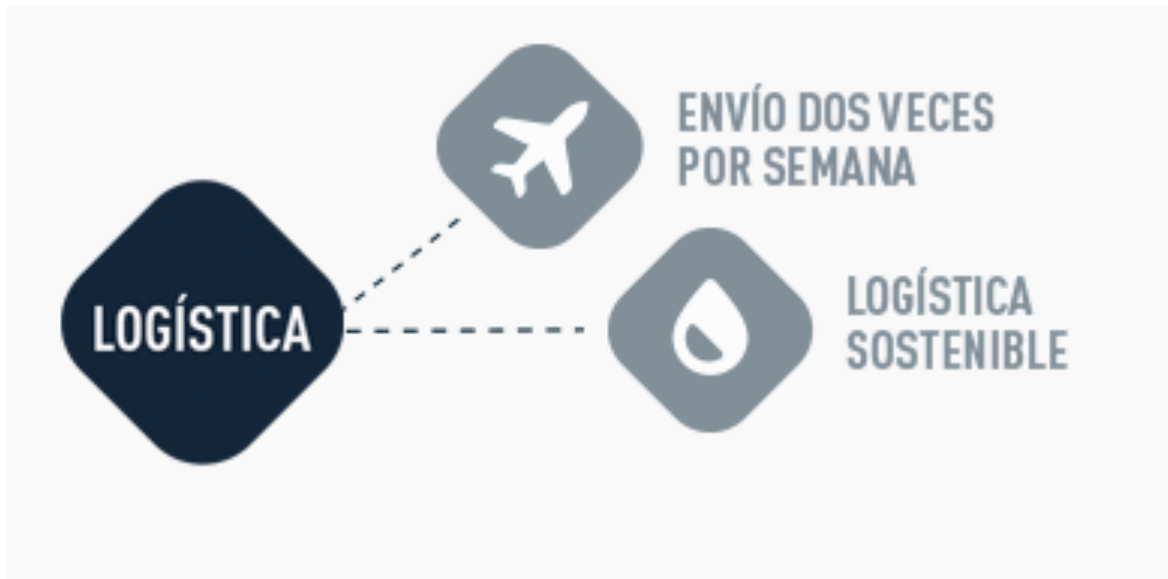 ENVÍO DOS VECES
POR SEMANA
LOGÍSTICA
LOGÍSTICA
SOSTENIBLE